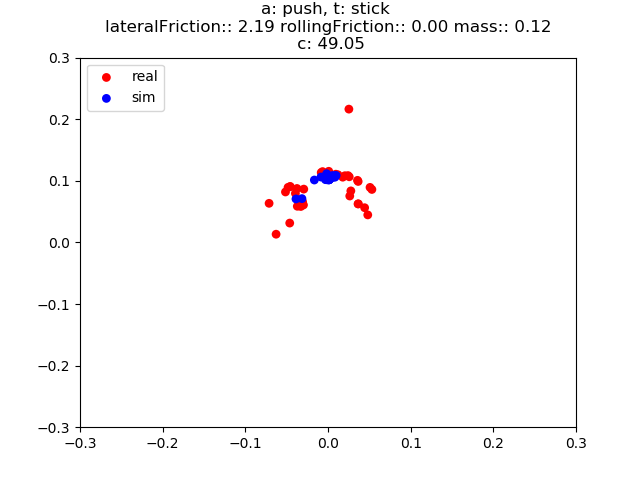 a: push, t: stick
lateralFriction:: 2.19 rollingFriction:: 0.00 mass:: 0.12
c: 49.05
real
sim
0.3
0.2
0.1
0.0
−0.1
−0.2
−0.3
−0.3
−0.2
−0.1
0.0
0.1
0.2
0.3